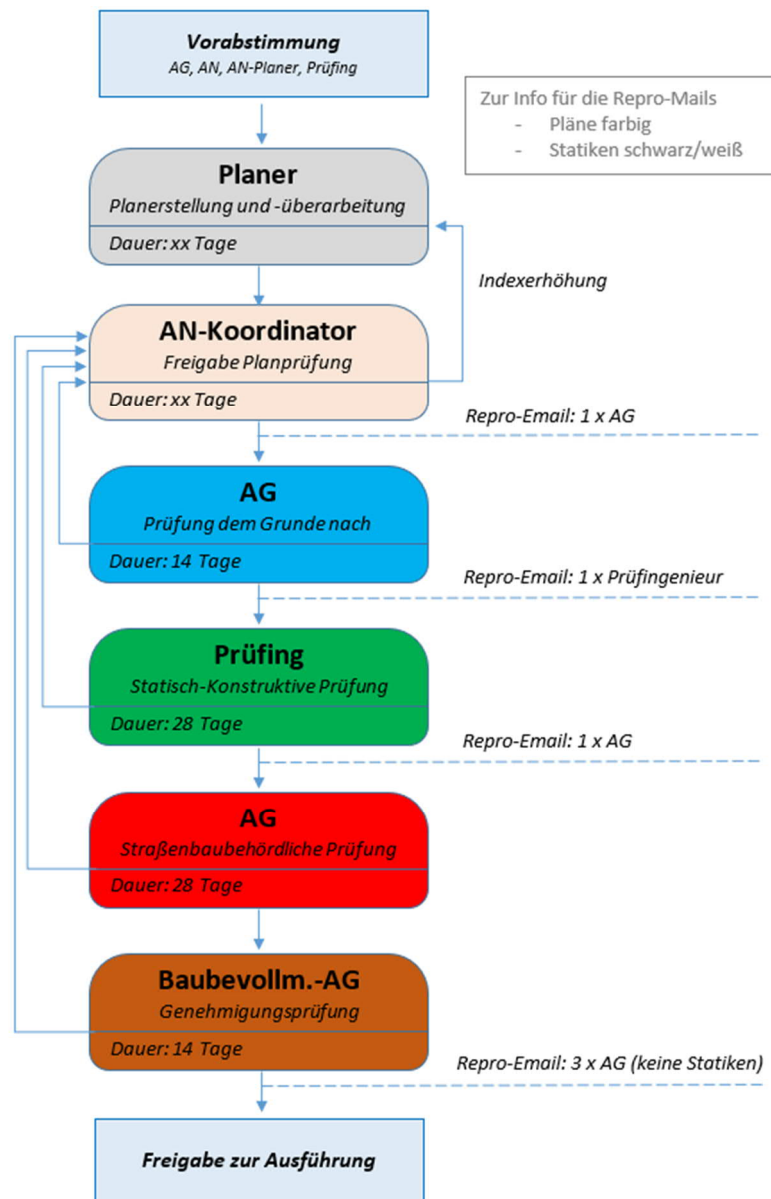 Vorabstimmung
AG, AN, AN-Planer, Prüfing
Zur Info für die Repro-Mails
- Pläne farbig
- Statiken schwarz/weiß
Planer
Planerstellung und -überarbeitung
Dauer: xx Tage
Indexerhöhung
AN-Koordinator
Freigabe Planprüfung
Dauer: xx Tage
Repro-Email: 1 x AG
AG
Prüfung dem Grunde nach
Dauer: 14 Tage
Repro-Email: 1 x Prüfingenieur
Prüfing
Statisch-Konstruktive Prüfung
Dauer: 28 Tage
Repro-Email: 1 x AG
AG
Straßenbaubehördliche Prüfung
Dauer: 28 Tage
Baubevollm.-AG
Genehmigungsprüfung
Dauer: 14 Tage
Repro-Email: 3 x AG (keine Statiken)
Freigabe zur Ausführung